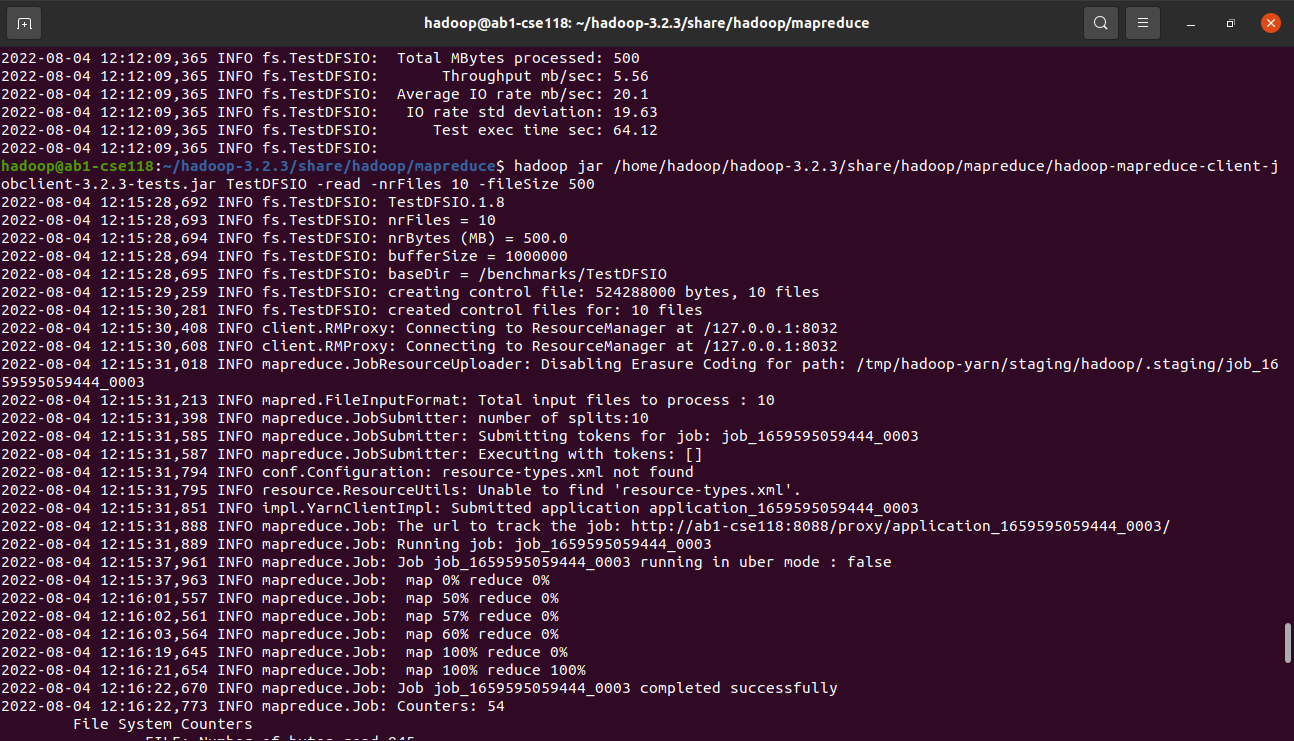 hadoop@ab1-cse118: ~/hadoop-3.2.3/share/hadoop/mapreduce
2022-08-04 12:12:09,365 INFO fs.TestDFSIO:  Total MBytes processed: 500
2022-08-04 12:12:09,365 INFO fs.TestDFSIO:       Throughput mb/sec: 5.56
2022-08-04 12:12:09,365 INFO fs.TestDFSIO:  Average IO rate mb/sec: 20.1
2022-08-04 12:12:09,365 INFO fs.TestDFSIO:   IO rate std deviation: 19.63
2022-08-04 12:12:09,365 INFO fs.TestDFSIO:      Test exec time sec: 64.12
2022-08-04 12:12:09,365 INFO fs.TestDFSIO:
hadoop@ab1-cse118:~/hadoop-3.2.3/share/hadoop/mapreduce$ hadoop jar /home/hadoop/hadoop-3.2.3/share/hadoop/mapreduce/hadoop-mapreduce-client-j
obclient-3.2.3-tests.jar TestDFSIO -read -nrFiles 10 -fileSize 500
2022-08-04 12:15:28,692 INFO fs.TestDFSIO: TestDFSIO.1.8
2022-08-04 12:15:28,693 INFO fs.TestDFSIO: nrFiles = 10
2022-08-04 12:15:28,694 INFO fs.TestDFSIO: nrBytes (MB) = 500.0
2022-08-04 12:15:28,694 INFO fs.TestDFSIO: bufferSize = 1000000
2022-08-04 12:15:28,695 INFO fs.TestDFSIO: baseDir = /benchmarks/TestDFSIO
2022-08-04 12:15:29,259 INFO fs.TestDFSIO: creating control file: 524288000 bytes, 10 files
2022-08-04 12:15:30,281 INFO fs.TestDFSIO: created control files for: 10 files
2022-08-04 12:15:30,408 INFO client.RMProxy: Connecting to ResourceManager at /127.0.0.1:8032
2022-08-04 12:15:30,608 INFO client.RMProxy: Connecting to ResourceManager at /127.0.0.1:8032
2022-08-04 12:15:31,018 INFO mapreduce.JobResourceUploader: Disabling Erasure Coding for path: /tmp/hadoop-yarn/staging/hadoop/.staging/job_16
59595059444_0003
2022-08-04 12:15:31,213 INFO mapred.FileInputFormat: Total input files to process : 10
2022-08-04 12:15:31,398 INFO mapreduce.JobSubmitter: number of splits:10
2022-08-04 12:15:31,585 INFO mapreduce.JobSubmitter: Submitting tokens for job: job_1659595059444_0003
2022-08-04 12:15:31,587 INFO mapreduce.JobSubmitter: Executing with tokens: []
2022-08-04 12:15:31,794 INFO conf.Configuration: resource-types.xml not found
2022-08-04 12:15:31,795 INFO resource.ResourceUtils: Unable to find 'resource-types.xml'.
2022-08-04 12:15:31,851 INFO impl.YarnClientImpl: Submitted application application_1659595059444_0003
2022-08-04 12:15:31,888 INFO mapreduce.Job: The url to track the job: http://ab1-cse118:8088/proxy/application_1659595059444_0003/
2022-08-04 12:15:31,889 INFO mapreduce.Job: Running job: job_1659595059444_0003
2022-08-04 12:15:37,961 INFO mapreduce.Job: Job job_1659595059444_0003 running in uber mode : false
2022-08-04 12:15:37,963 INFO mapreduce.Job:  map 0% reduce 0%
2022-08-04 12:16:01,557 INFO mapreduce.Job:  map 50% reduce 0%
2022-08-04 12:16:02,561 INFO mapreduce.Job:  map 57% reduce 0%
2022-08-04 12:16:03,564 INFO mapreduce.Job:  map 60% reduce 0%
2022-08-04 12:16:19,645 INFO mapreduce.Job:  map 100% reduce 0%
2022-08-04 12:16:21,654 INFO mapreduce.Job:  map 100% reduce 100%
2022-08-04 12:16:22,670 INFO mapreduce.Job: Job job_1659595059444_0003 completed successfully
2022-08-04 12:16:22,773 INFO mapreduce.Job: Counters: 54
        File System Counters
                FILE: Number of bytes read